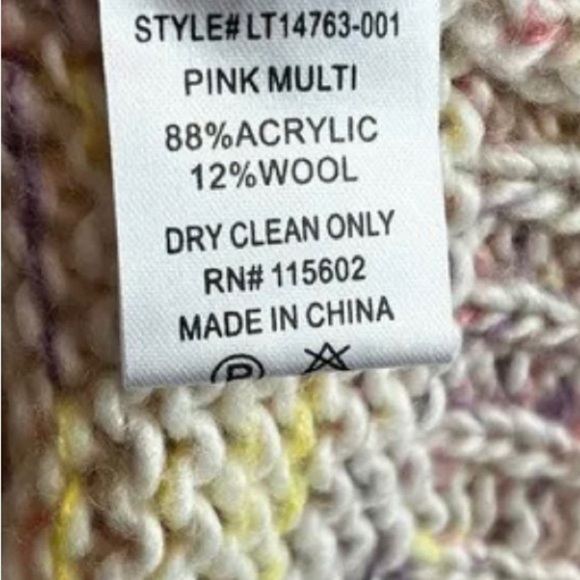 STYLE# LT14763-001
PINK MULTI
88%ACRYLIC
12%WOOL
DRY CLEAN ONLY
RN# 115602
MADE IN CHINA
P